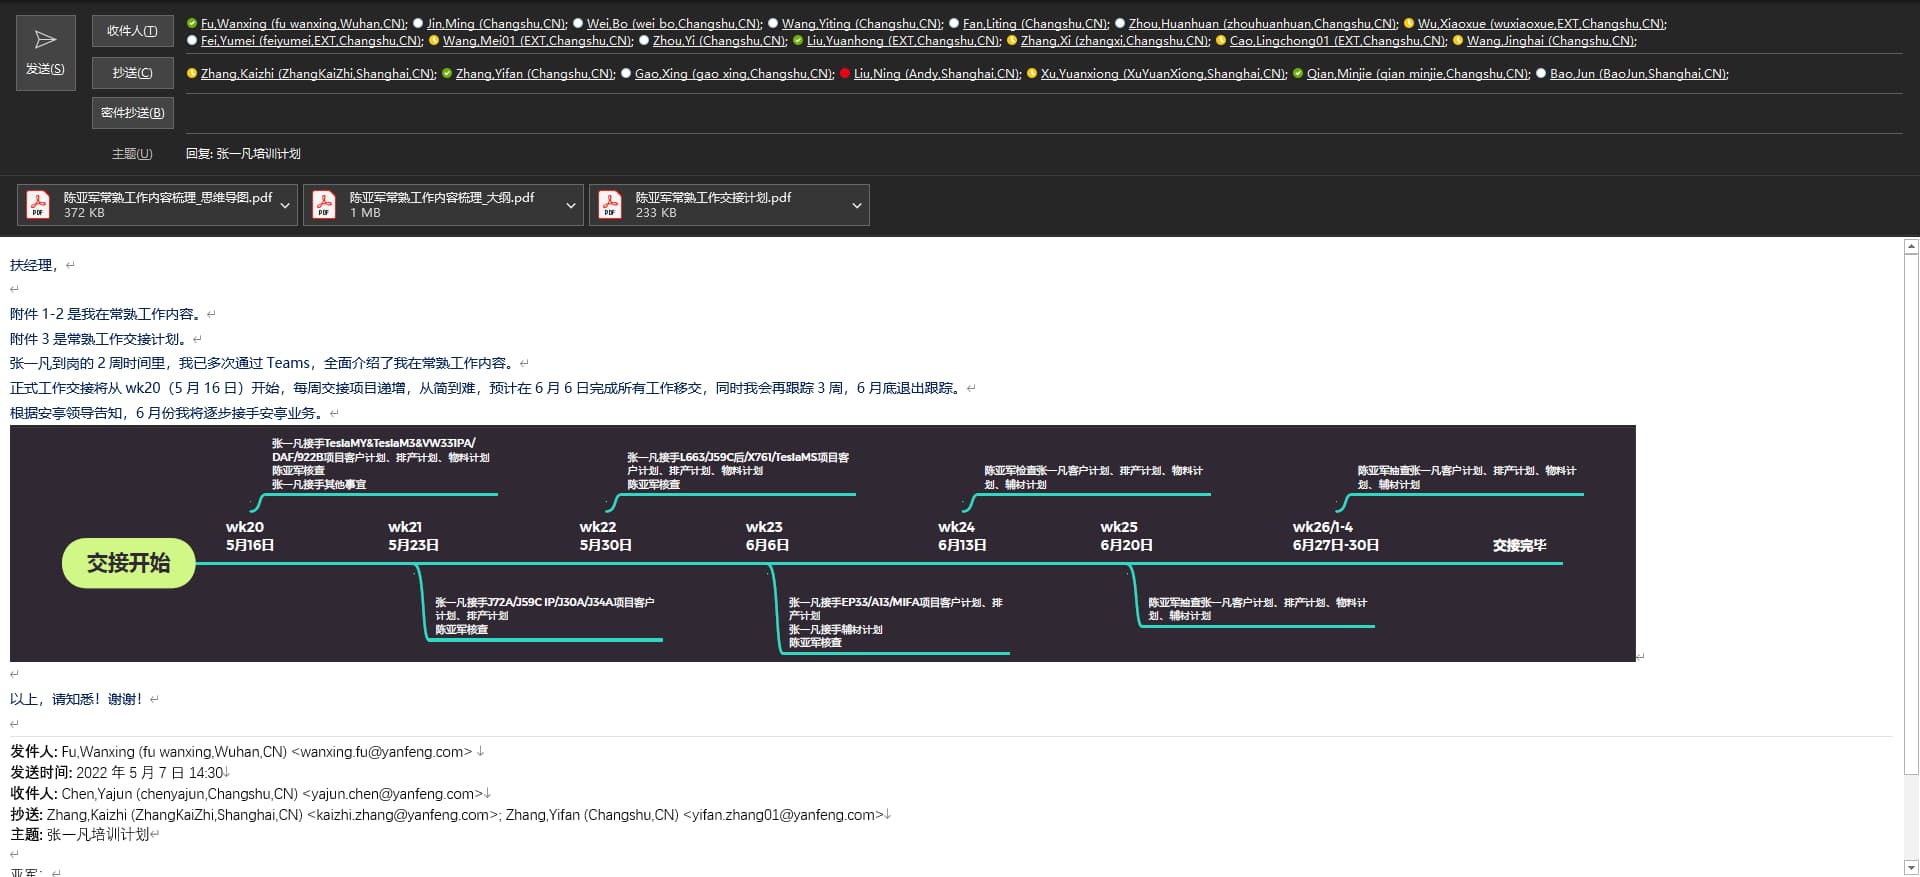 发送(S)
收件人(T)
Fu,Wanxing (fu wanxing,Wuhan,CN); Jin,Ming (Changshu,CN); Wei,Bo (wei bo,Changshu,CN); Wang,Yiting (Changshu,CN); Fan,Liting (Changshu,CN); Zhou,Huanhuan (zhouhuanhuan,Changshu,CN); Wu,Xiaoxue (wuxiaoxue,EXT,Changshu,CN);
Fei,Yumei (feiyumei,EXT,Changshu,CN); Wang,Mei01 (EXT,Changshu,CN); Zhou,Yi (Changshu,CN); Liu,Yuanhong (EXT,Changshu,CN); Zhang,Xi (zhangxi,Changshu,CN); Cao,Lingchong01 (EXT,Changshu,CN); Wang,Jinghai (Changshu,CN);
抄送(C)
Zhang,Kaizhi (ZhangKaiZhi,Shanghai,CN); Zhang,Yifan (Changshu,CN); Gao,Xing (gao xing,Changshu,CN); Liu,Ning (Andy,Shanghai,CN); Xu,Yuanxiong (XuYuanXiong,Shanghai,CN); Qian,Minjie (qian minjie,Changshu,CN); Bao,Jun (BaoJun,Shanghai,CN);
密件抄送(B)
主题(U)
回复: 张一凡培训计划
陈亚军常熟工作内容梳理_思维导图.pdf
372 KB
陈亚军常熟工作内容梳理_大纲.pdf
1 MB
陈亚军常熟工作交接计划.pdf
233 KB
扶经理，
附件 1-2 是我在常熟工作内容。
附件 3 是常熟工作交接计划。
张一凡到岗的 2 周时间里，我已多次通过 Teams，全面介绍了我在常熟工作内容。
正式工作交接将从 wk20（5 月 16 日）开始，每周交接项目递增，从简到难，预计在 6 月 6 日完成所有工作移交，同时我会再跟踪 3 周，6 月底退出跟踪。
根据安亭领导告知，6 月份我将逐步接手安亭业务。
张一凡接手TeslaMY&TeslaM3&VW331PA/
DAF/922B项目客户计划、排产计划、物料计划
陈亚军核查
张一凡接手其他事宜
张一凡接手L663/J59C后/X761/TeslaMS项目客
户计划、排产计划、物料计划
陈亚军核查
陈亚军检查张一凡客户计划、排产计划、物料计
划、辅材计划
陈亚军抽查张一凡客户计划、排产计划、物料计
划、辅材计划
交接开始
wk20
5月16日
wk21
5月23日
wk22
5月30日
wk23
6月6日
wk24
6月13日
wk25
6月20日
wk26/1-4
6月27日-30日
交接完毕
张一凡接手J72A/J59C IP/J30A/J34A项目客户
计划、排产计划
陈亚军核查
张一凡接手EP33/A13/MIFA项目客户计划、排
产计划
张一凡接手辅材计划
陈亚军核查
陈亚军抽查张一凡客户计划、排产计划、物料计
划、辅材计划
以上，请知悉！谢谢！
发件人: Fu,Wanxing (fu wanxing,Wuhan,CN) <wanxing.fu@yanfeng.com>
发送时间: 2022 年 5 月 7 日 14:30
收件人: Chen,Yajun (chenyajun,Changshu,CN) <yajun.chen@yanfeng.com>
抄送: Zhang,Kaizhi (ZhangKaiZhi,Shanghai,CN) <kaizhi.zhang@yanfeng.com>; Zhang,Yifan (Changshu,CN) <yifan.zhang01@yanfeng.com>
主题: 张一凡培训计划
亚军：